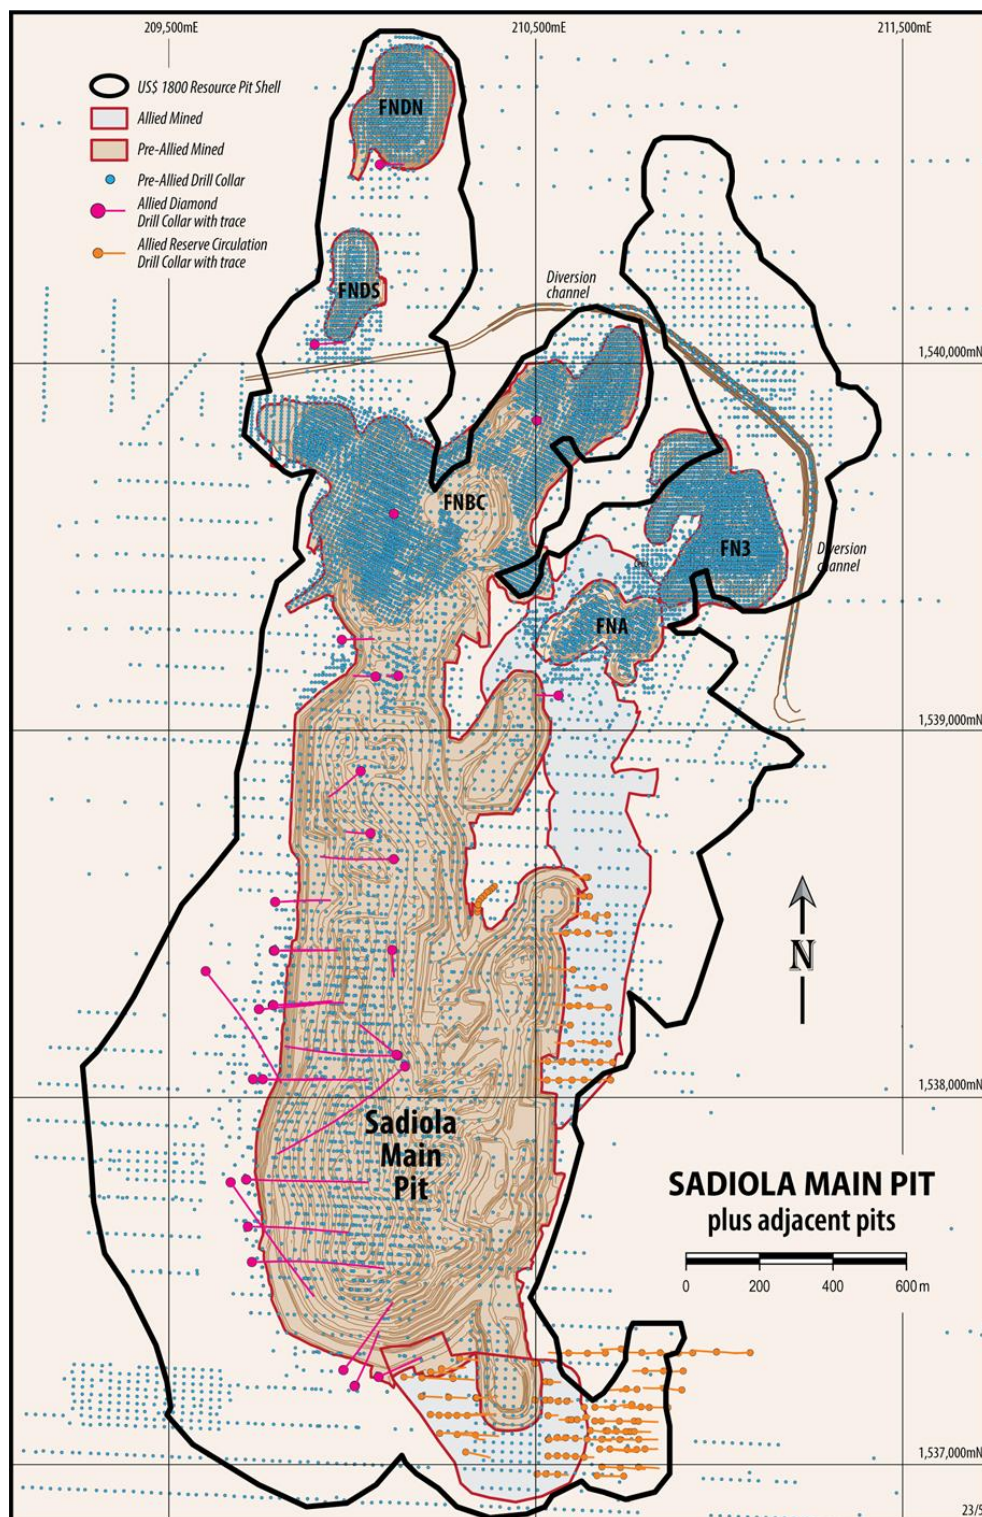 209,500mE
210,500mE
211,500mE
US$ 1800 Resource Pit Shell
Allied Mined
Pre-Allied Mined
Pre-Allied Drill Collar
Allied Diamond
Drill Collar with trace
Allied Reserve Circulation
Drill Collar with trace
FNDN
FNDS
Diversion
channel
1,540,000mN
FNBC
FN3
Diversion
channel
FNA
1,539,000mN
N
1,538,000mN
Sadiola
Main
Pit
SADIOLA MAIN PIT
plus adjacent pits
0 200 400 600 m
1,537,000mN
23/5